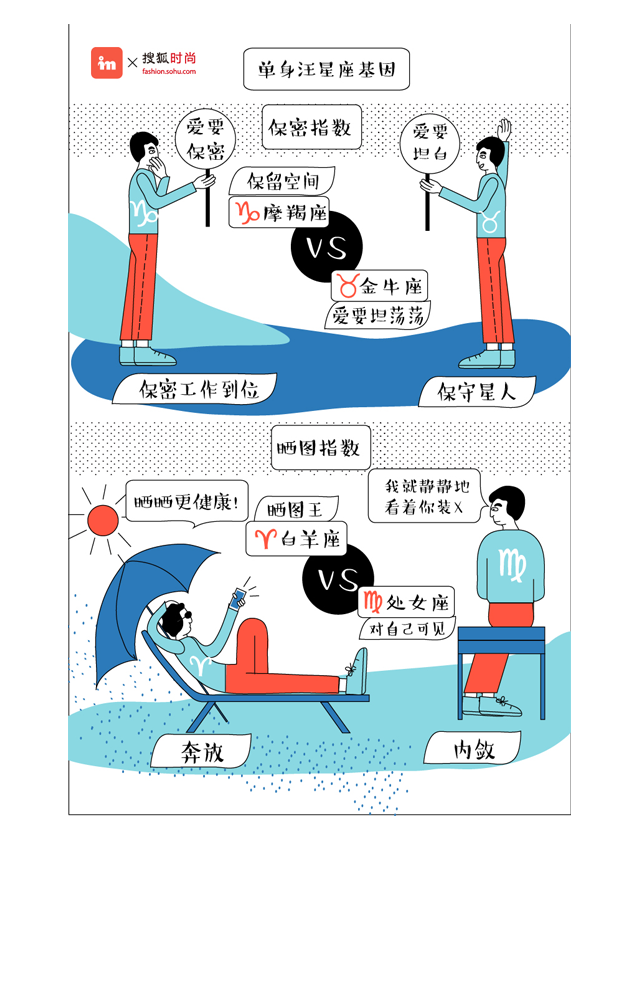 in × 搜狐时尚
fashion.sohu.com
单身汪星座基因
保密指数
爱要
保密
爱要
坦白
保留空间
摩羯座
VS
金牛座
爱要坦荡荡
保密工作到位
保守星人
晒图指数
晒晒更健康!
晒图王
白羊座
我就静静地
看着你装X
VS
处女座
对自己可见
奔放
内敛